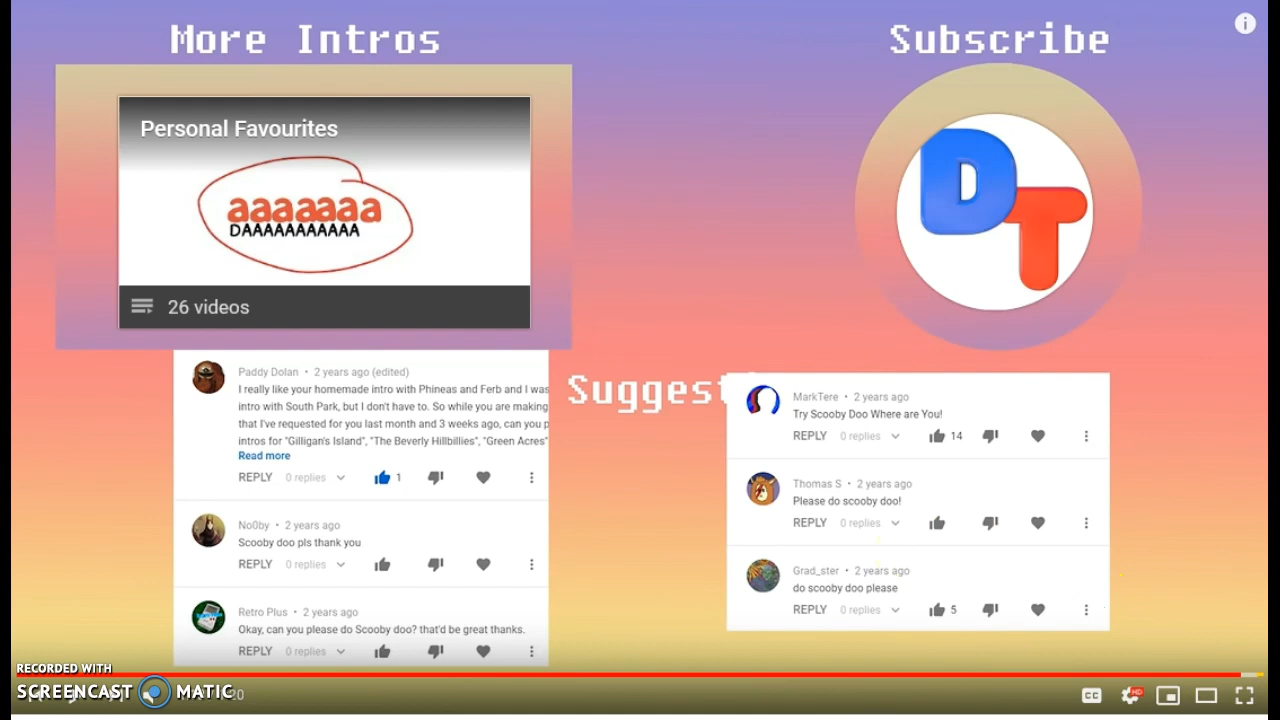 More Intros
Subscribe
Personal Favourites
aaaaaaa
DAAAAAAAAAAA
26 videos
D
T
Suggest
Paddy Dolan • 2 years ago (edited)
I really like your homemade intro with Phineas and Ferb and I was
intro with South Park, but I don't have to. So while you are making
that I've requested for you last month and 3 weeks ago, can you p
intros for "Gilligan's Island", "The Beverly Hillbillies", "Green Acres"
Read more
REPLY 0 replies 1
No0by • 2 years ago
Scooby doo pls thank you
REPLY 0 replies
Retro Plus • 2 years ago
Okay, can you please do Scooby doo? that'd be great thanks.
REPLY 0 replies
MarkTere • 2 years ago
Try Scooby Doo Where are You!
REPLY 0 replies 14
Thomas S • 2 years ago
Please do scooby doo!
REPLY 0 replies
Grad_ster • 2 years ago
do scooby doo please
REPLY 0 replies 5
RECORDED WITH
SCREENCAST MATIC
20
CC
HD